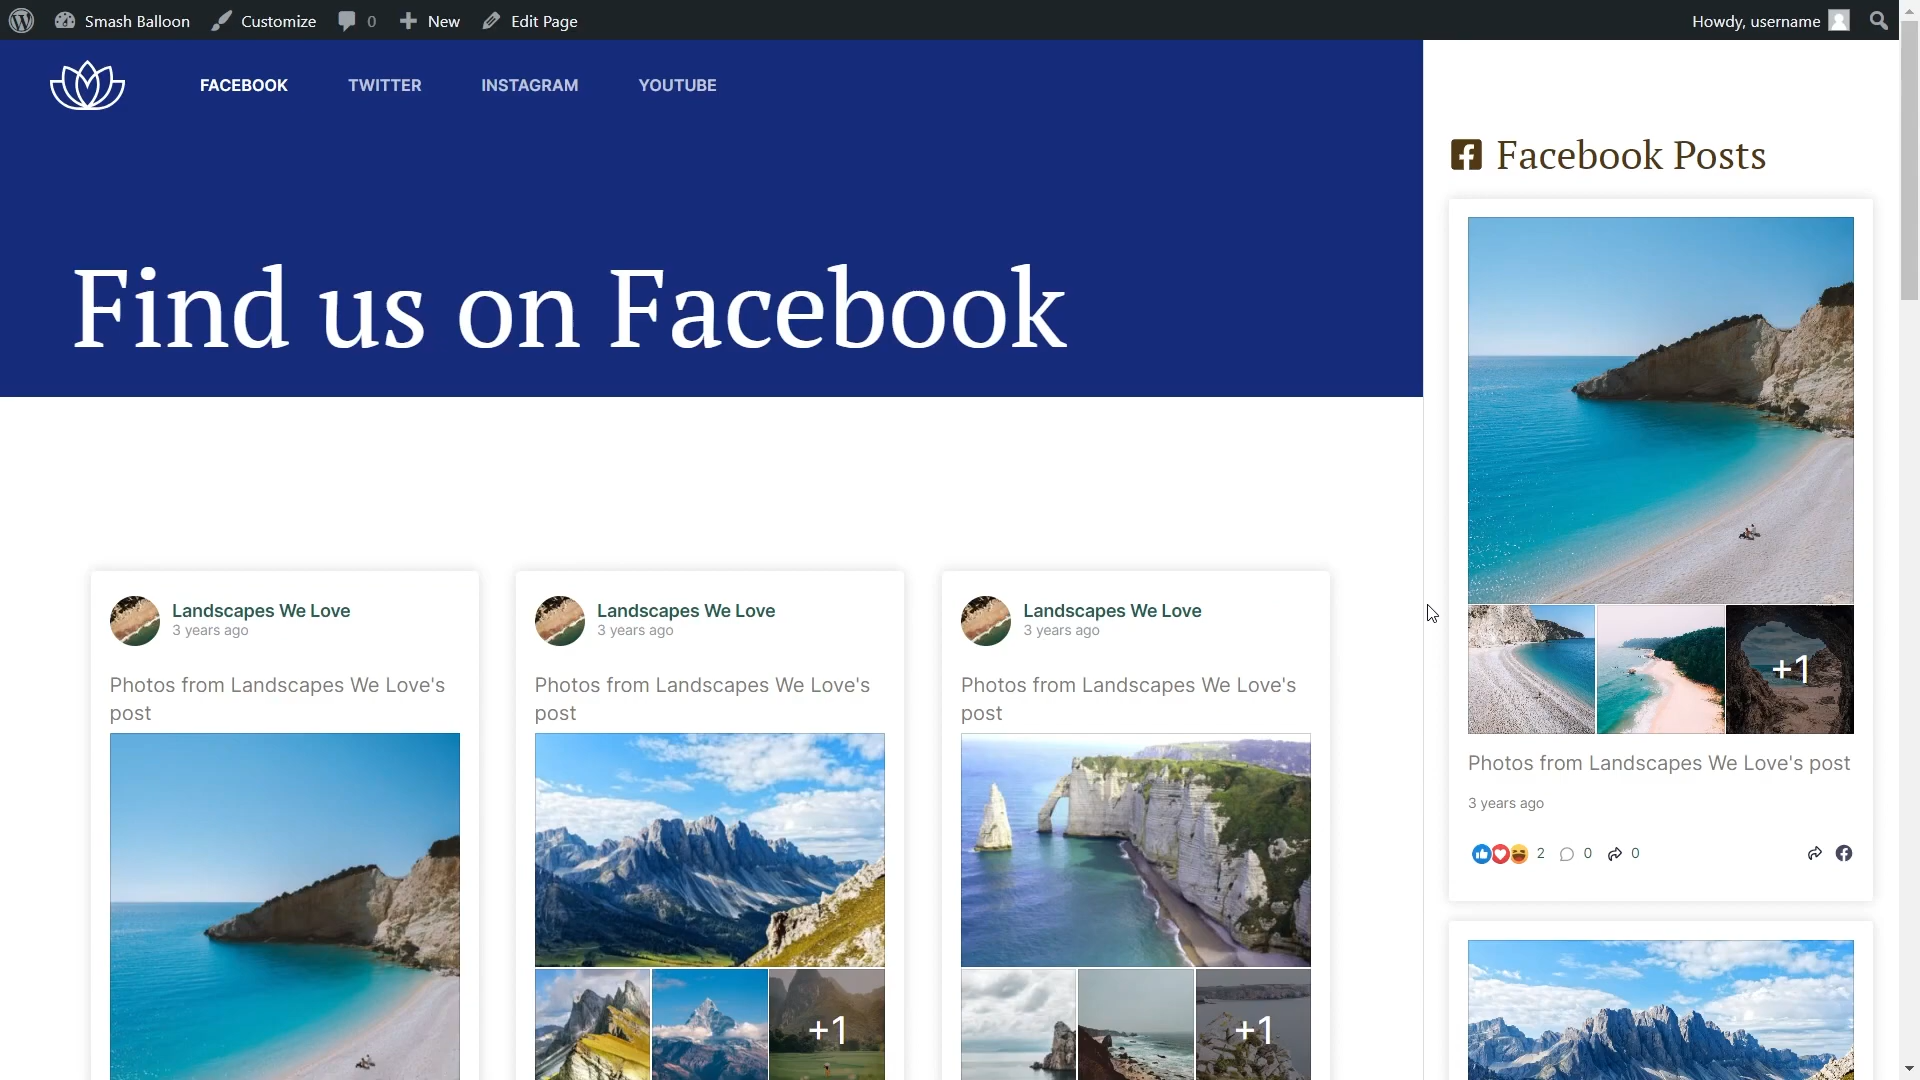 Smash Balloon Customize 0 New Edit Page Howdy, username
FACEBOOK TWITTER INSTAGRAM YOUTUBE
Find us on Facebook
Landscapes We Love
3 years ago
Photos from Landscapes We Love's
post
Landscapes We Love
3 years ago
Photos from Landscapes We Love's
post
+1
Landscapes We Love
3 years ago
Photos from Landscapes We Love's
post
+1
Facebook Posts
+1
Photos from Landscapes We Love's post
3 years ago
2 0 0